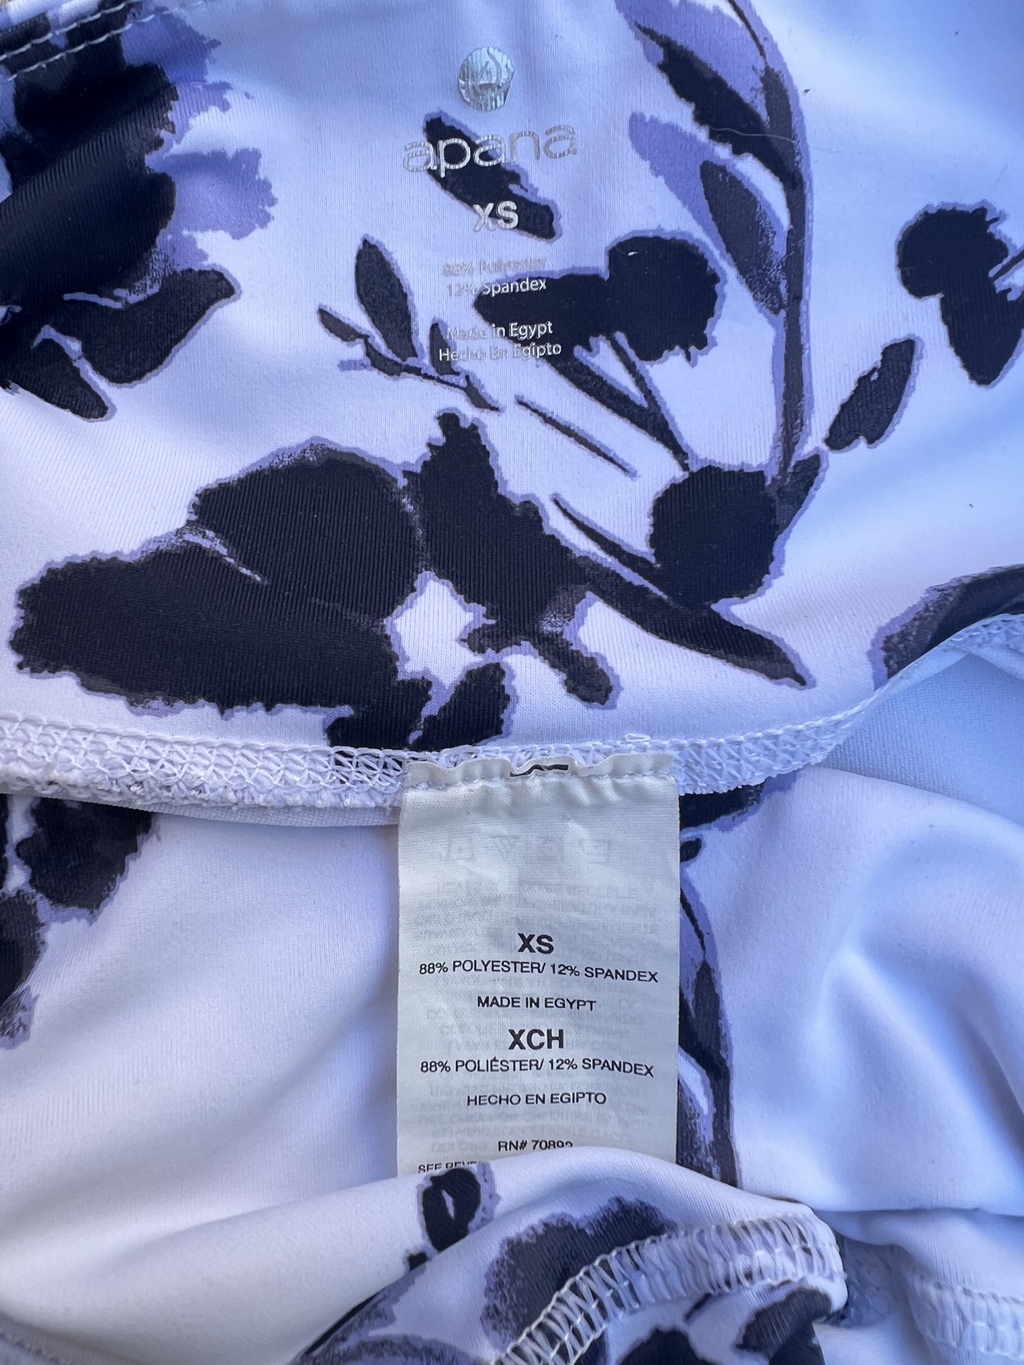 apana
XS
88% Polyester
12% Spandex
Made in Egypt
Hecho En Egipto
XS
88% POLYESTER/ 12% SPANDEX
MADE IN EGYPT
XCH
88% POLIÉSTER/ 12% SPANDEX
HECHO EN EGIPTO
RN# 70892
SEE